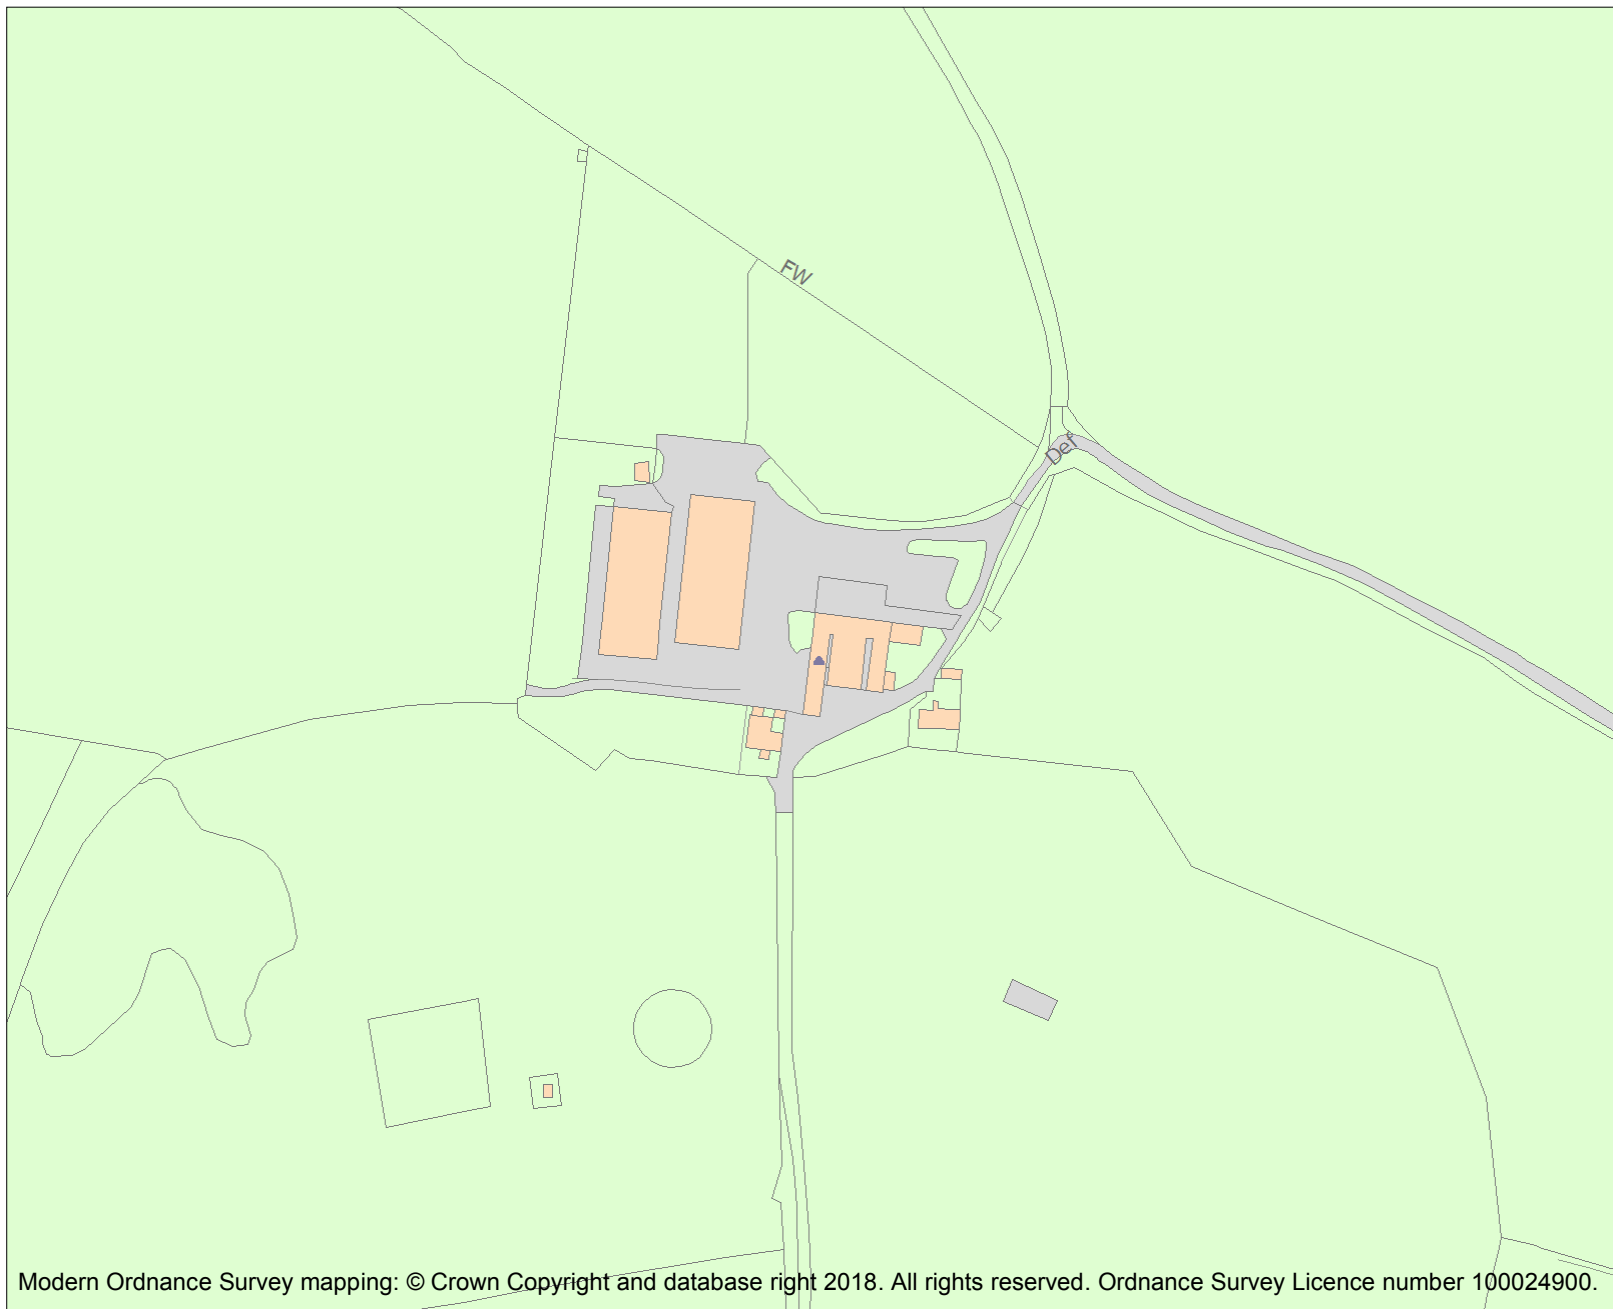 FW
Def
Modern Ordnance Survey mapping: © Crown Copyright and database right 2018. All rights reserved. Ordnance Survey Licence number 100024900.